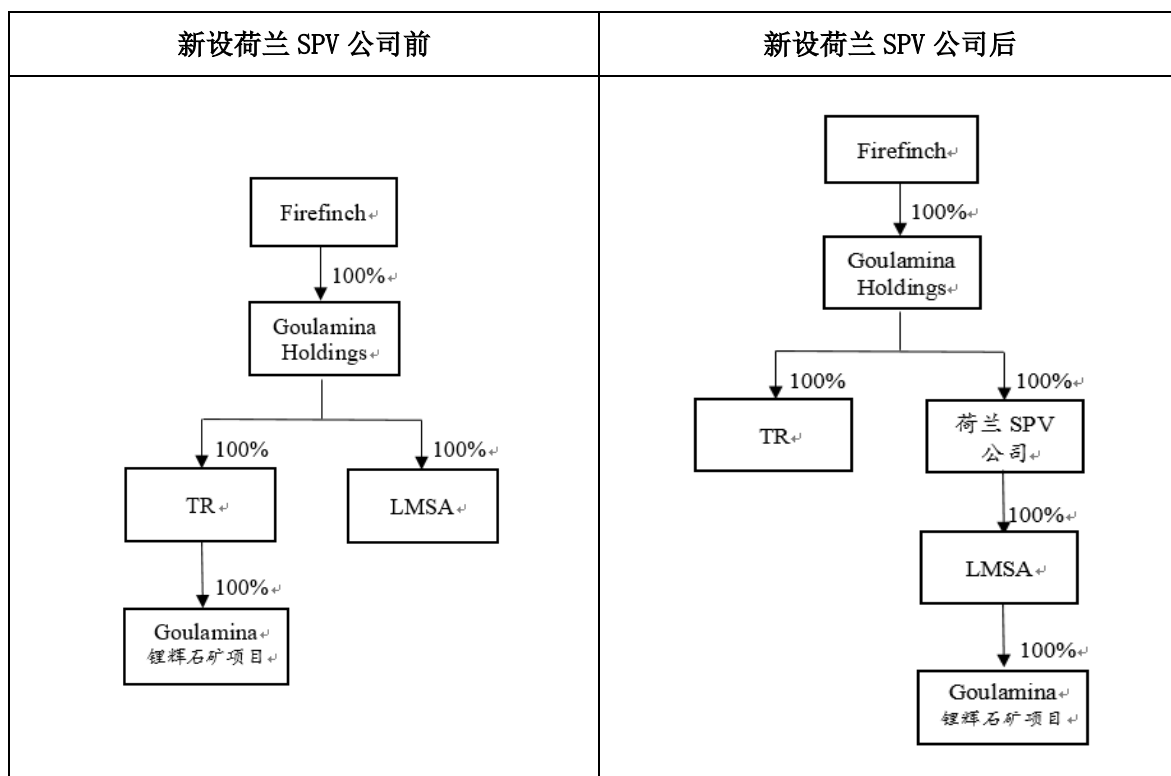 新设荷兰 SPV 公司前
新设荷兰 SPV 公司后
Firefinch
100%
Goulamina
Holdings
100%
100%
TR
LMSA
100%
Goulamina
锂辉石矿项目
Firefinch
100%
Goulamina
Holdings
100%
100%
TR
荷兰 SPV
公司
100%
LMSA
100%
Goulamina
锂辉石矿项目